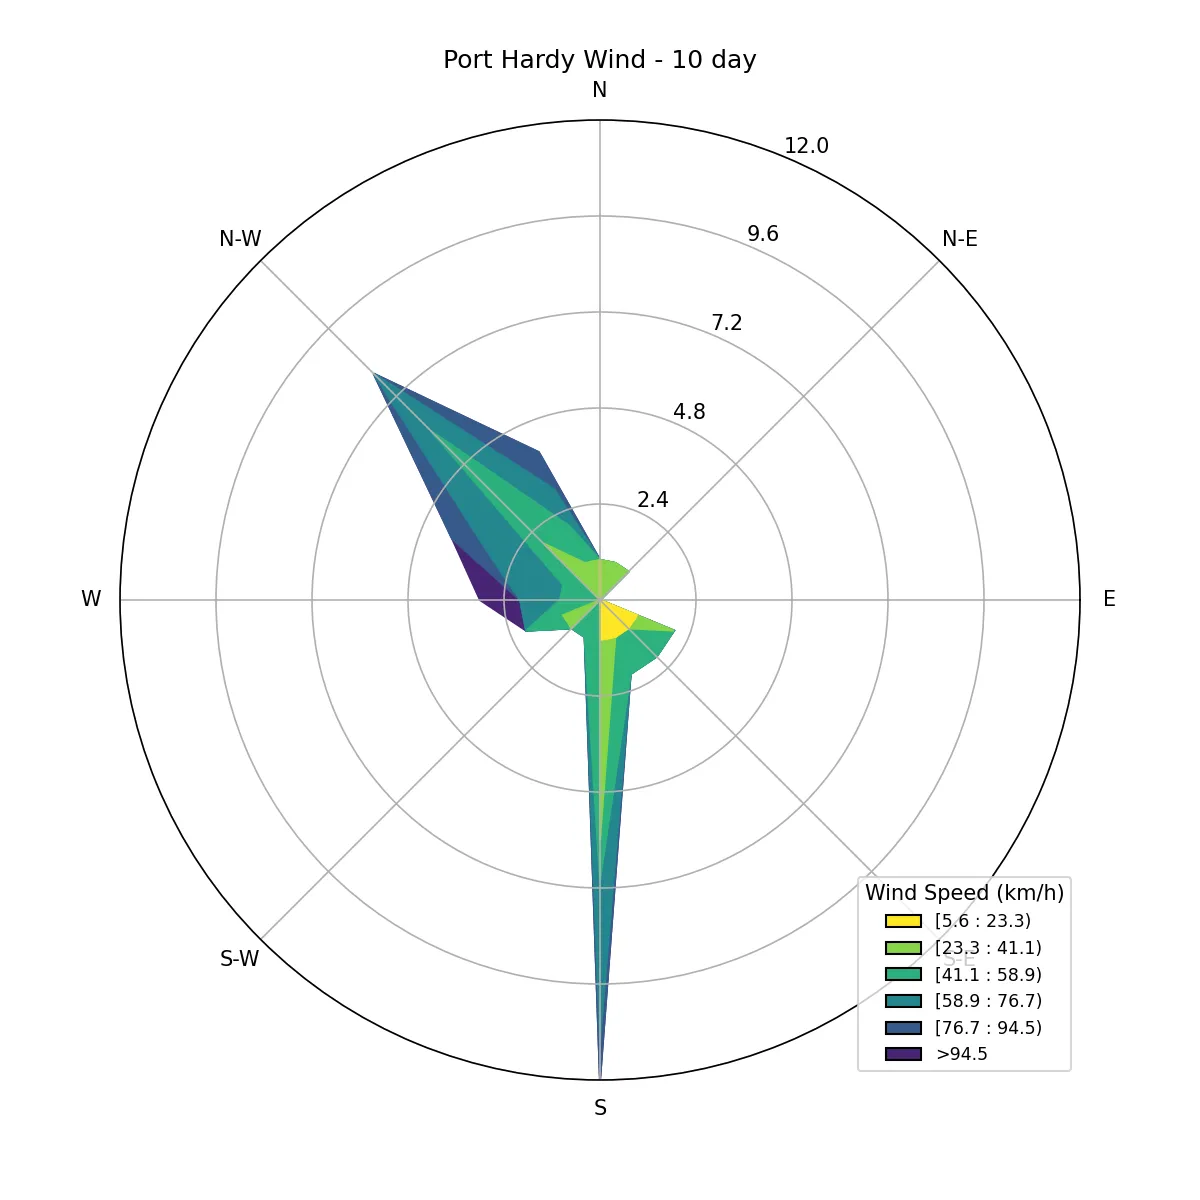 Port Hardy Wind - 10 day
N
12.0
N-W
9.6
N-E
7.2
4.8
2.4
W
E
Wind Speed (km/h)
[5.6 : 23.3)
[23.3 : 41.1)
S-W
S-E
[41.1 : 58.9)
[58.9 : 76.7)
[76.7 : 94.5)
>94.5
S